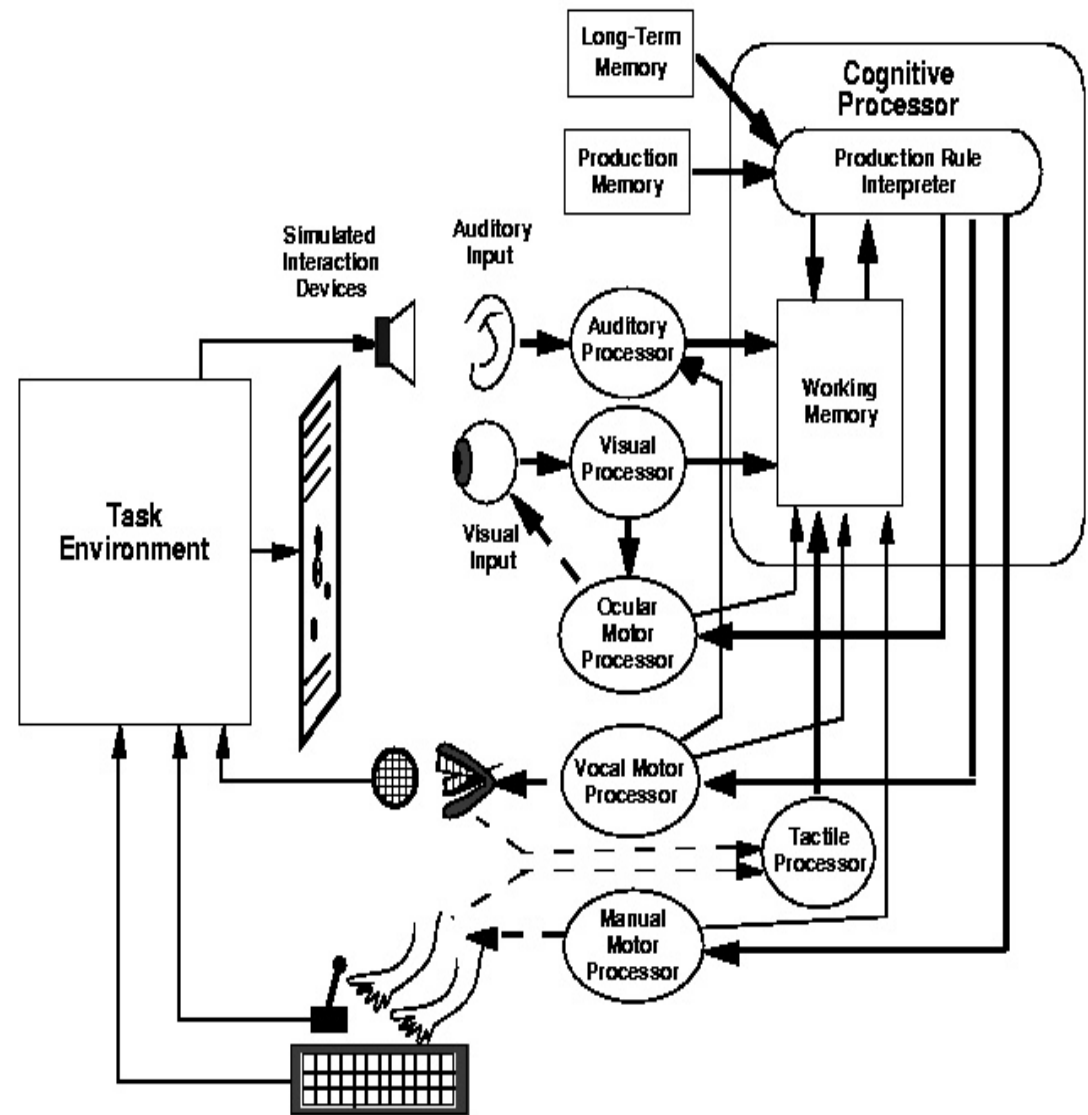 Long-Term
Memory
Cognitive
Processor
Production
Memory
Production Rule
Interpreter
Simulated
Interaction
Devices
Auditory
Input
Auditory
Processor
Working
Memory
Visual
Processor
Task
Environment
Visual
Input
Ocular
Motor
Processor
Vocal Motor
Processor
Tactile
Processor
Manual
Motor
Processor